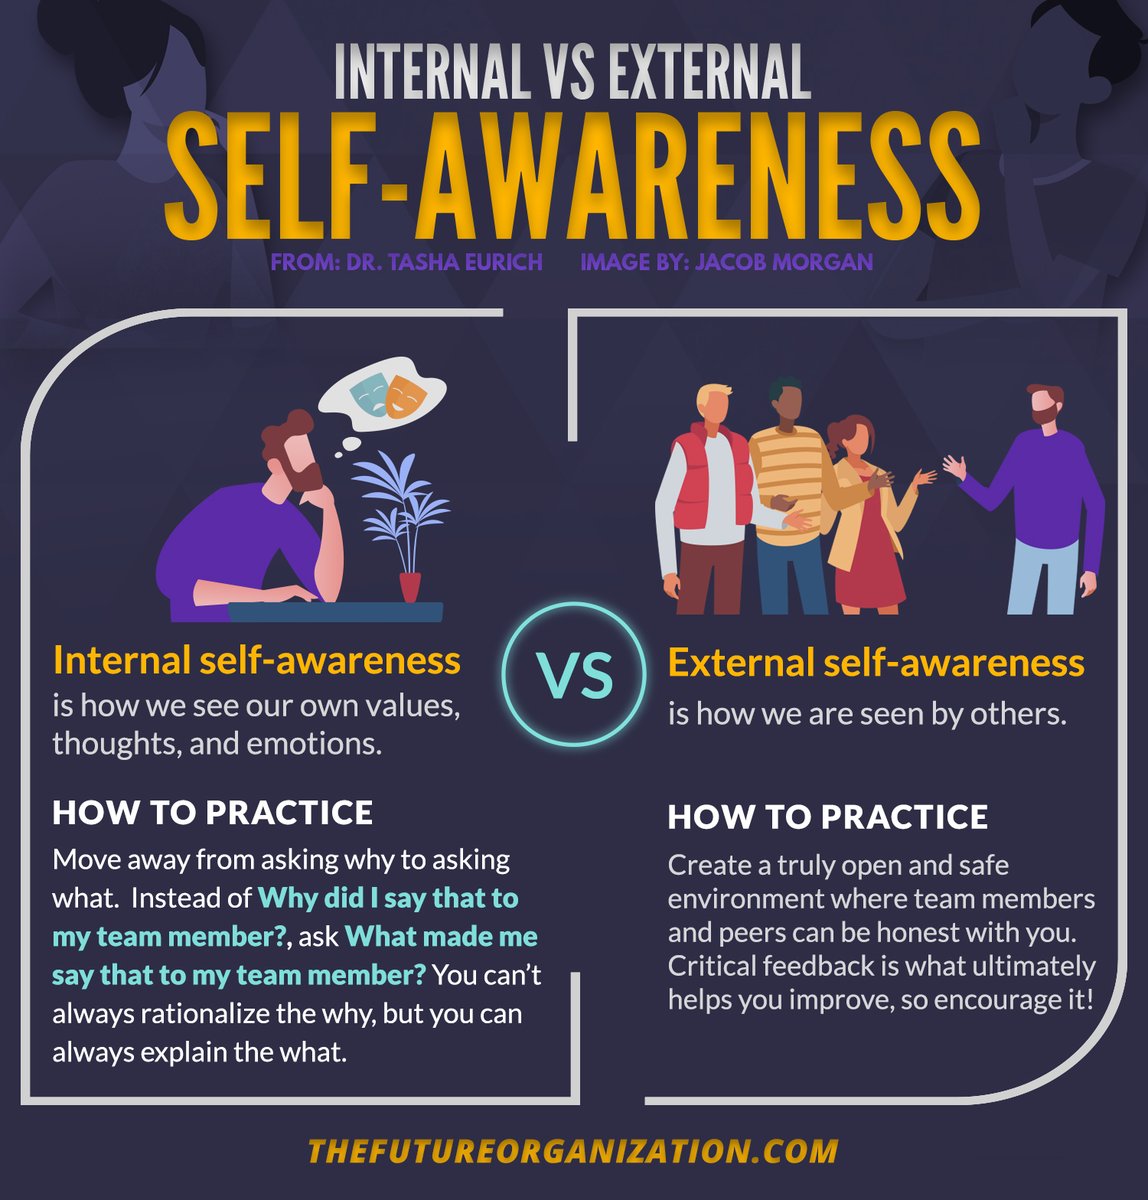 INTERNAL VS EXTERNAL
SELF-AWARENESS
FROM: DR. TASHA EURICH IMAGE BY: JACOB MORGAN
Internal self-awareness
is how we see our own values,
thoughts, and emotions.
HOW TO PRACTICE
Move away from asking why to asking
what. Instead of Why did I say that to
my team member?, ask What made me
say that to my team member? You can't
always rationalize the why, but you can
always explain the what.
VS
External self-awareness
is how we are seen by others.
HOW TO PRACTICE
Create a truly open and safe
environment where team members
and peers can be honest with you.
Critical feedback is what ultimately
helps you improve, so encourage it!
THEFUTUREORGANIZATION.COM